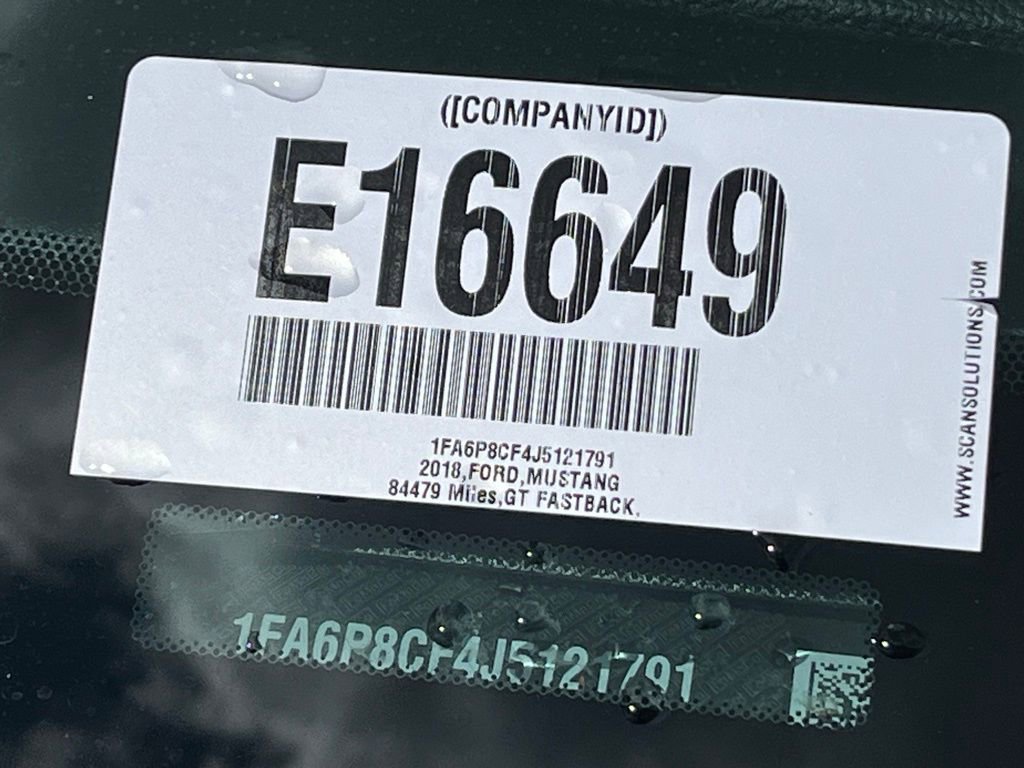 ([COMPANYID])
E16649
1FA6P8CF4J5121791
2018,FORD,MUSTANG
84479 Miles,GT FASTBACK,
WWW.SCANSOLUTIONS.COM
1FA6P8CF4J5121791